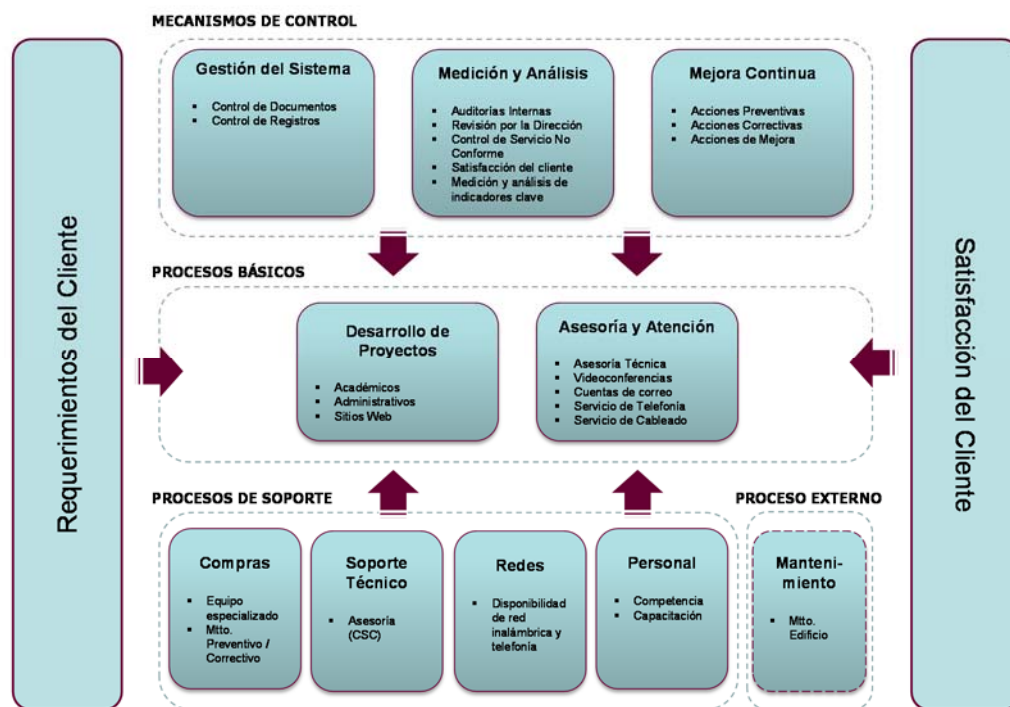 MECANISMOS DE CONTROL
Requerimientos del Cliente
Gestión del Sistema
▪ Control de Documentos
▪ Control de Registros
Medición y Análisis
▪ Auditorías Internas
▪ Revisión por la Dirección
▪ Control de Servicio No
Conforme
▪ Satisfacción del cliente
▪ Medición y análisis de
indicadores clave
Mejora Continua
▪ Acciones Preventivas
▪ Acciones Correctivas
▪ Acciones de Mejora
PROCESOS BÁSICOS
Desarrollo de
Proyectos
▪ Académicos
▪ Administrativos
▪ Sitios Web
Asesoría y Atención
▪ Asesoría Técnica
▪ Videoconferencias
▪ Cuentas de correo
▪ Servicio de Telefonía
▪ Servicio de Cableado
PROCESOS DE SOPORTE
Compras
▪ Equipo
especializado
▪ Mtto.
Preventivo /
Correctivo
Soporte
Técnico
▪ Asesoría
(CSC)
Redes
▪ Disponibilidad
de red
inalámbrica y
telefonía
Personal
▪ Competencia
▪ Capacitación
PROCESO EXTERNO
Manteni-
miento
▪ Mtto.
Edificio
Satisfacción del Cliente